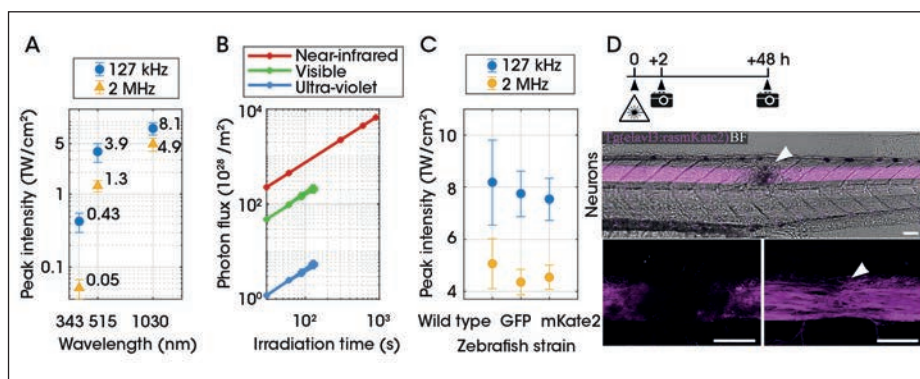 A
127 kHz
2 MHz
Peak intensity (TW/cm²)
5
1
0.1
0.43
0.05
3.9
1.3
8.1
4.9
343 515 1030
Wavelength (nm)
B
Near-infrared
Visible
Ultra-violet
Photon flux (10²⁸/m²)
10⁴
10²
10⁰
10² 10³
Irradiation time (s)
C
127 kHz
2 MHz
Peak intensity (TW/cm²)
10
8
6
4
Wild type GFP mKate2
Zebrafish strain
D
0 +2 +48 h
Tg(elavl3:rasmKate2)BF
Neurons